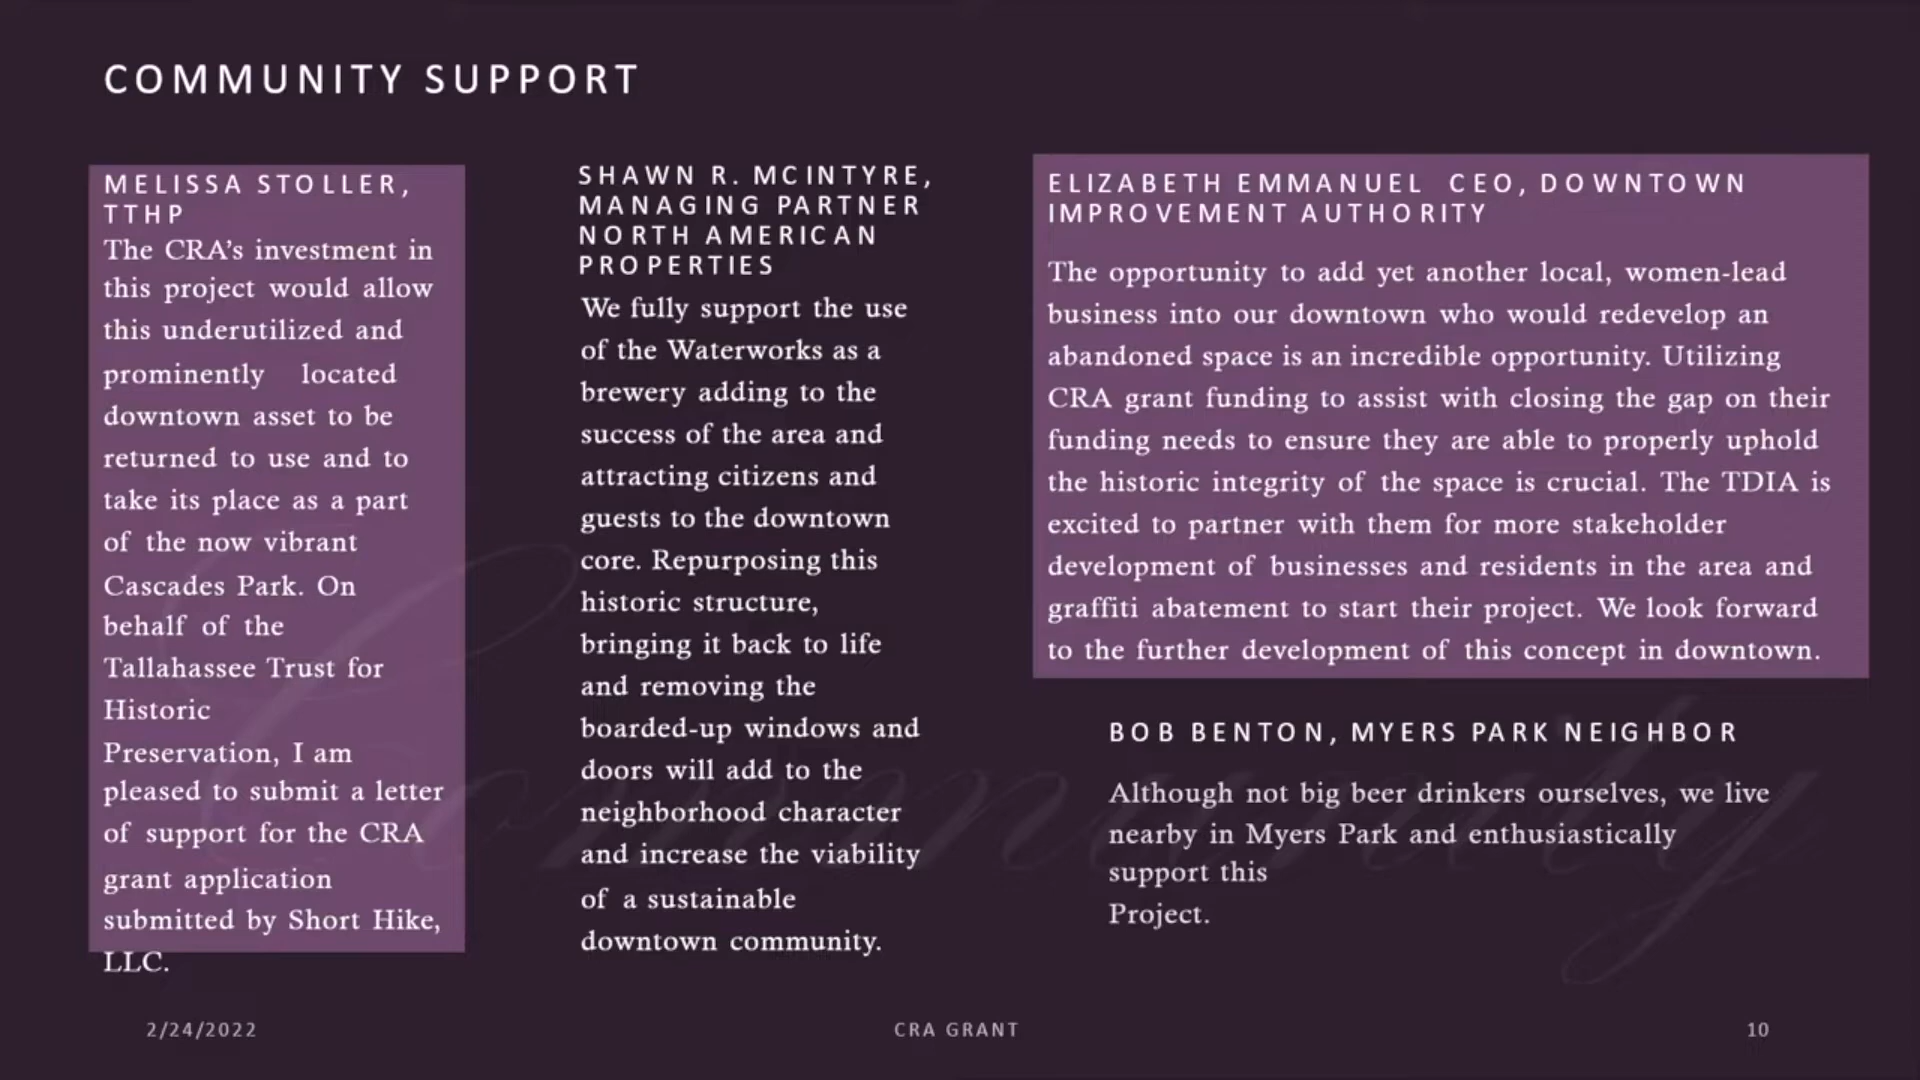 COMMUNITY SUPPORT
MELISSA STOLLER,
TTHP
The CRA's investment in
this project would allow
this underutilized and
prominently located
downtown asset to be
returned to use and to
take its place as a part
of the now vibrant
Cascades Park. On
behalf of the
Tallahassee Trust for
Historic
Preservation, I am
pleased to submit a letter
of support for the CRA
grant application
submitted by Short Hike,
LLC.
SHAWN R. MCINTYRE,
MANAGING PARTNER
NORTH AMERICAN
PROPERTIES
We fully support the use
of the Waterworks as a
brewery adding to the
success of the area and
attracting citizens and
guests to the downtown
core. Repurposing this
historic structure,
bringing it back to life
and removing the
boarded-up windows and
doors will add to the
neighborhood character
and increase the viability
of a sustainable
downtown community.
ELIZABETH EMMANUEL CEO, DOWNTOWN
IMPROVEMENT AUTHORITY
The opportunity to add yet another local, women-lead
business into our downtown who would redevelop an
abandoned space is an incredible opportunity. Utilizing
CRA grant funding to assist with closing the gap on their
funding needs to ensure they are able to properly uphold
the historic integrity of the space is crucial. The TDIA is
excited to partner with them for more stakeholder
development of businesses and residents in the area and
graffiti abatement to start their project. We look forward
to the further development of this concept in downtown.
BOB BENTON, MYERS PARK NEIGHBOR
Although not big beer drinkers ourselves, we live
nearby in Myers Park and enthusiastically
support this
Project.
Community
2/24/2022
CRA GRANT
10